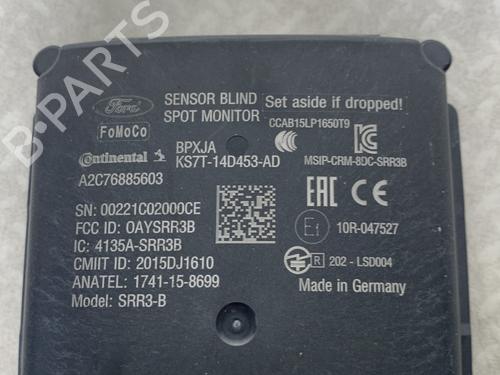 B-PARTS
Ford
SENSOR BLIND
SPOT MONITOR
Set aside if dropped!
FoMoCo
CCAB15LP1650T9
BPXJA
KS7T-14D453-AD
Continental
MSIP-CRM-8DC-SRR3B
A2C76885603
SN: 00221C02000CE
FCC ID: OAYSRR3B
IC: 4135A-SRR3B
CMIIT ID: 2015DJ1610
ANATEL: 1741-15-8699
Model: SRR3-B
EAC CE
10R-047527
R 202 - LSD004
Made in Germany